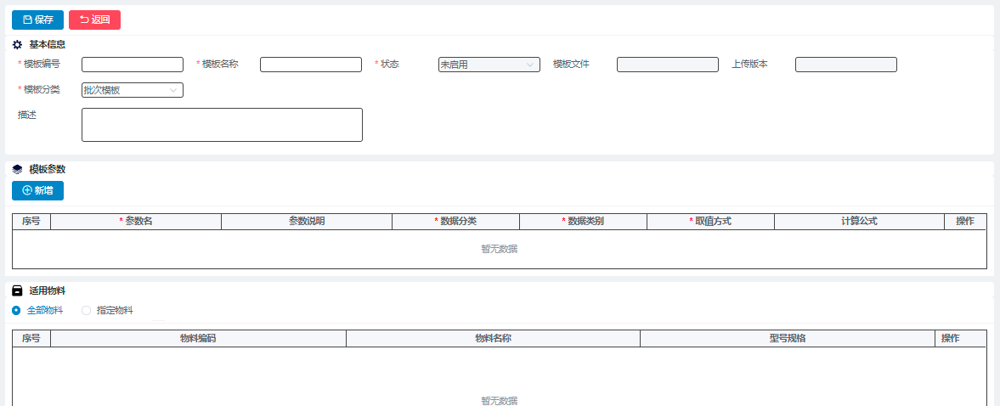 保存 返回
基本信息
* 模板编号 * 模板名称 * 状态 未启用 模板文件 上传版本
* 模板分类 批次模板
描述
模板参数
新增
序号 * 参数名 参数说明 * 数据分类 * 数据类别 * 取值方式 计算公式 操作
暂无数据
适用物料
全部物料 指定物料
序号 物料编码 物料名称 型号规格 操作
暂无数据